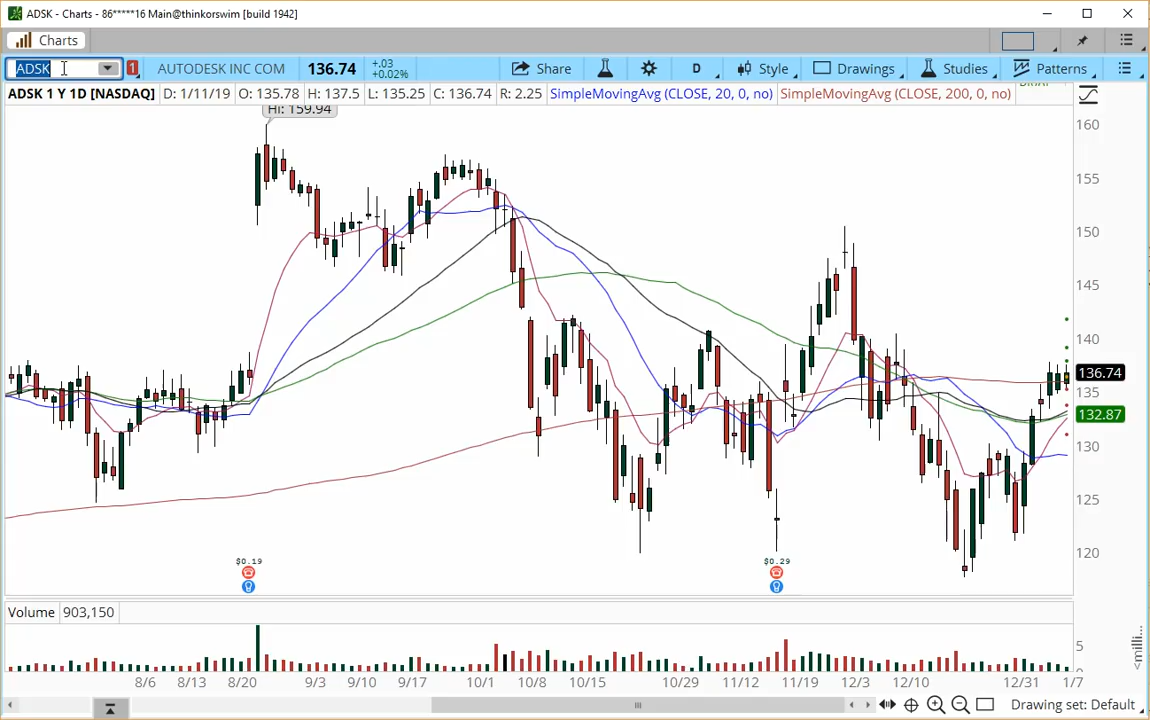 ADSK - Charts - 86*****16 Main@thinkorswim [build 1942]
Charts
ADSK 1 AUTODESK INC COM 136.74 +.03 +0.02% Share D Style Drawings Studies Patterns
ADSK 1 Y 1D [NASDAQ] D: 1/11/19 O: 135.78 H: 137.5 L: 135.25 C: 136.74 R: 2.25 SimpleMovingAvg (CLOSE, 20, 0, no) SimpleMovingAvg (CLOSE, 200, 0, no)
Hi: 159.94
160
155
150
145
140
136.74
135
132.87
130
125
120
$0.19 $0.29
Volume 903,150
5
<milli...
8/6 8/13 8/20 9/3 9/10 9/17 10/1 10/8 10/15 10/29 11/12 11/19 12/3 12/10 12/31 1/7
Drawing set: Default